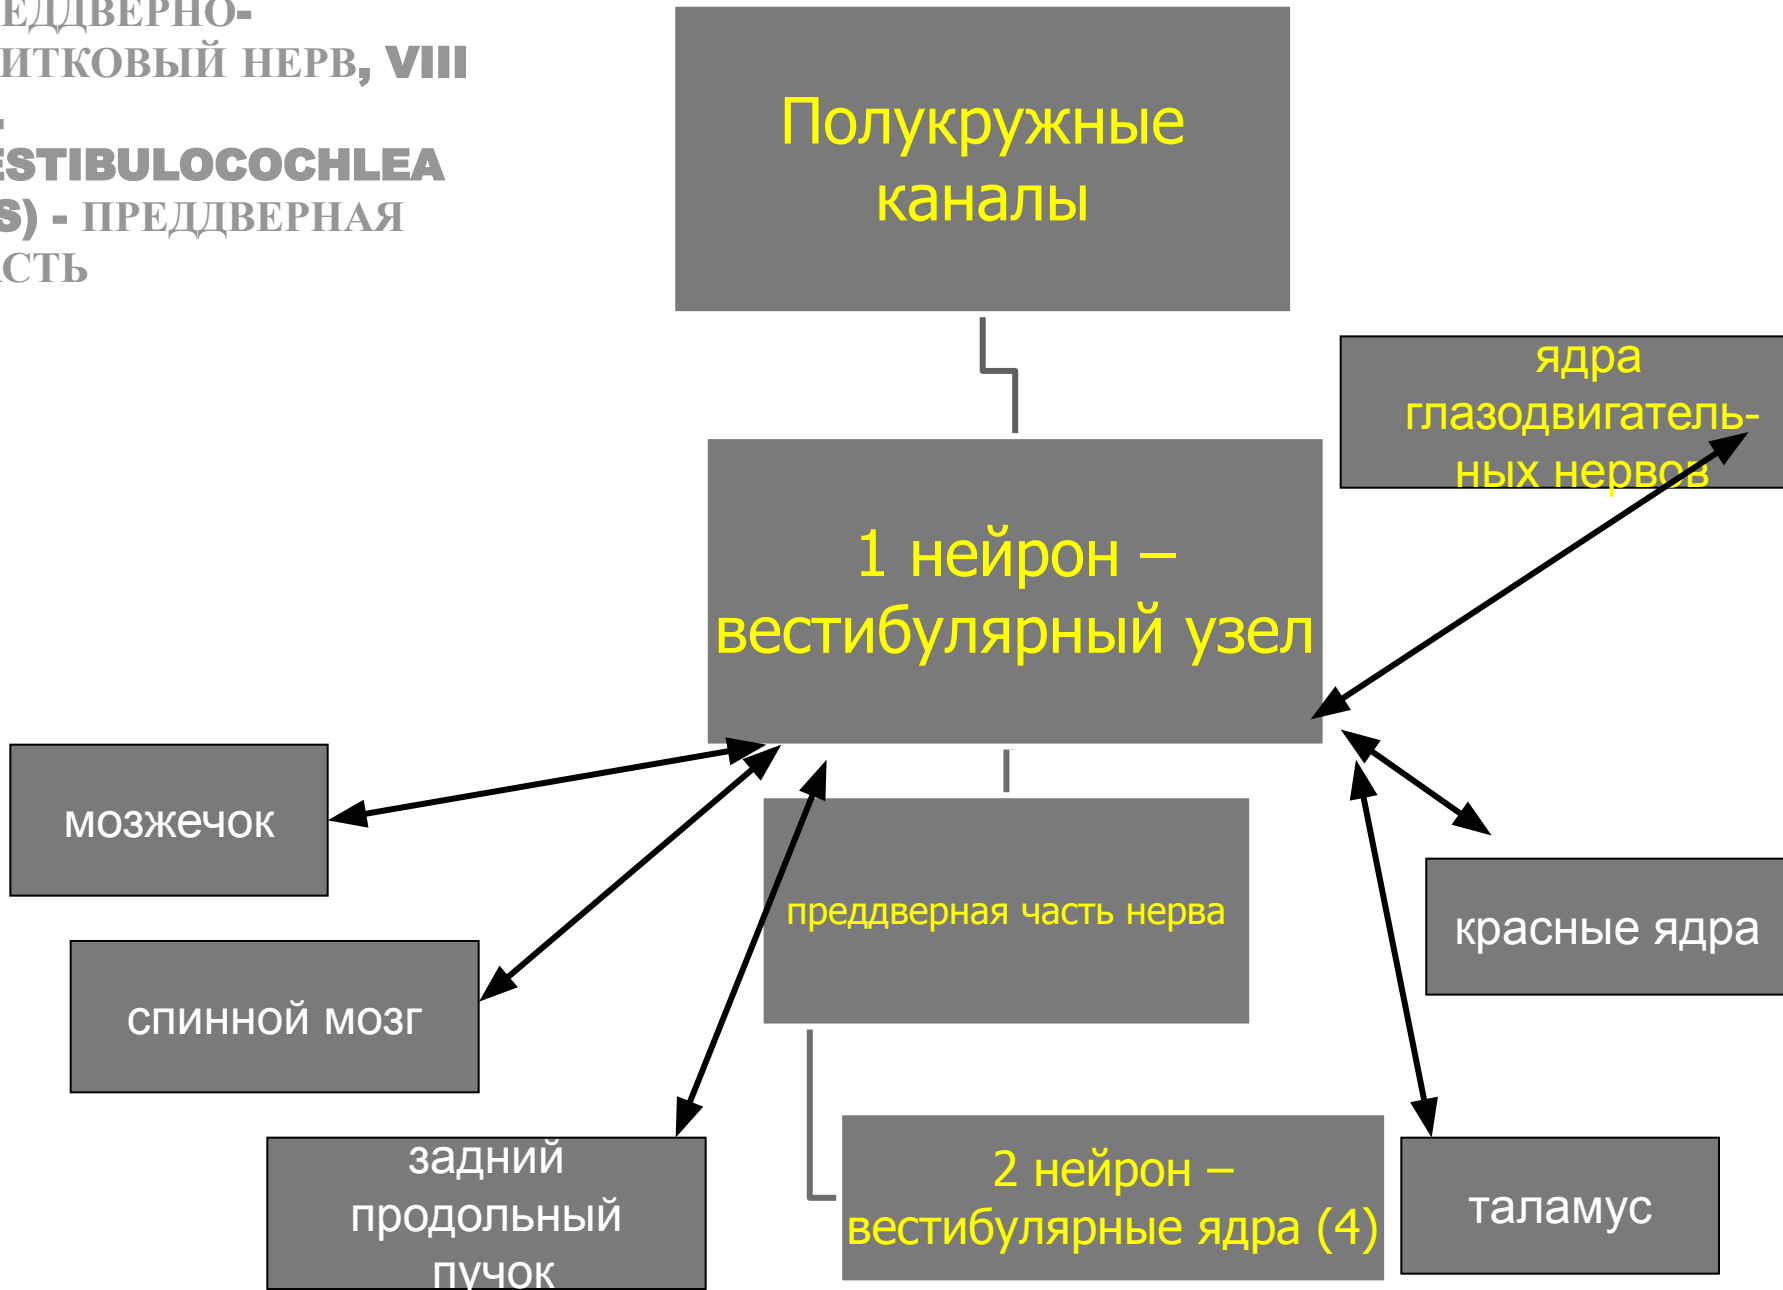 ЕДДВЕРНО-
ИТКОВЫЙ НЕРВ, VIII
ESTIBULOCOCHLEA
S) - ПРЕДДВЕРНАЯ
АСТЬ
Полукружные
каналы
ядра
глазодвигатель-
ных нервов
1 нейрон –
вестибулярный узел
мозжечок
преддверная часть нерва
красные ядра
спинной мозг
задний
продольный
пучок
2 нейрон –
вестибулярные ядра (4)
таламус